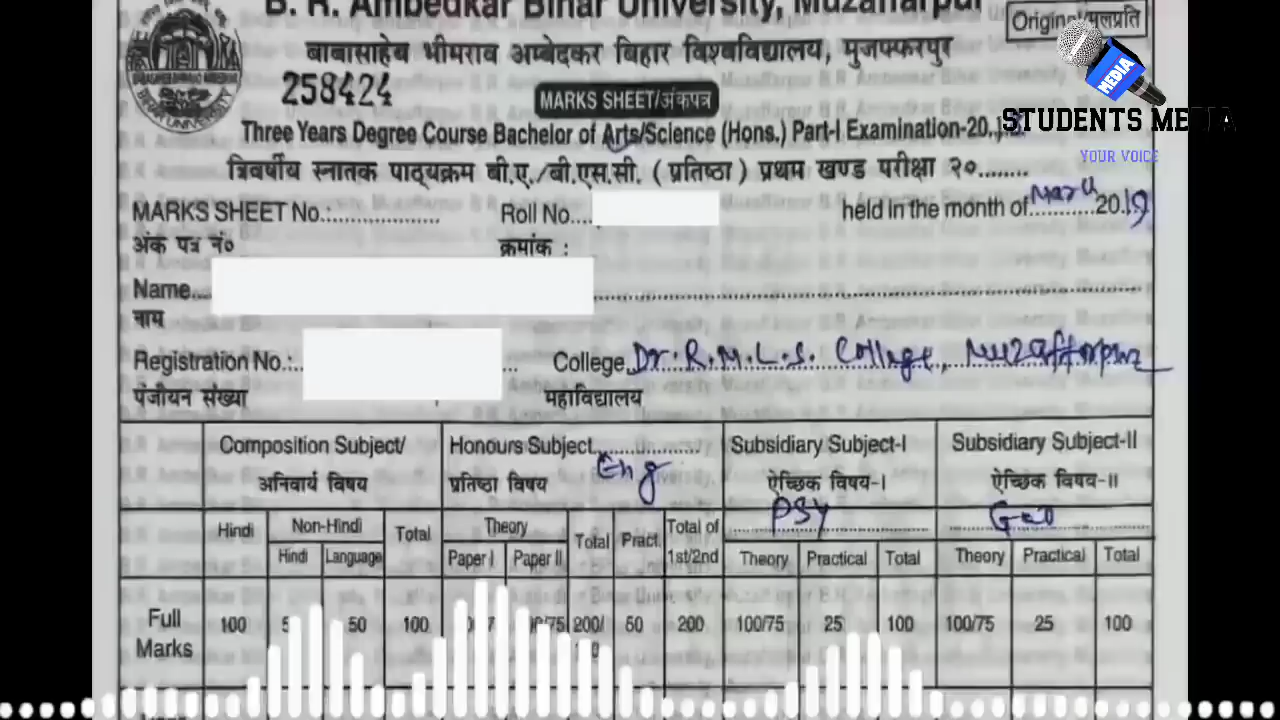 B. R. Ambedkar Bihar University, Muzaffarpur
Original/मूलप्रति
बाबासाहेब भीमराव अम्बेदकर बिहार विश्वविद्यालय, मुजफ्फरपुर
MEDIA
258424
MARKS SHEET/अंकपत्र
STUDENTS MEDIA
YOUR VOICE
Three Years Degree Course Bachelor of Arts/Science (Hons.) Part-I Examination-20
त्रिवर्षीय स्नातक पाठ्यक्रम बी.ए./बी.एस.सी. ( प्रतिष्ठा ) प्रथम खण्ड परीक्षा २०........
MARKS SHEET No.:.................. Roll No.... held in the month of March 20.19
अंक पत्र नं० क्रमांक :
Name...
नाम
Registration No.:. College Dr. R.M.L.S. College, Muzaffarpur
पंजीयन संख्या महाविद्यालय
Composition Subject/ Honours Subject Eng Subsidiary Subject-I Subsidiary Subject-II
अनिवार्य विषय प्रतिष्ठा विषय ऐच्छिक विषय-। ऐच्छिक विषय-॥
PSY Geo
Hindi Non-Hindi Total Theory Total Pract. Total of 1st/2nd
Hindi Language Paper I Paper II Theory Practical Total Theory Practical Total
Full Marks 100 50 100 200/ 50 200 100/75 25 100 100/75 25 100